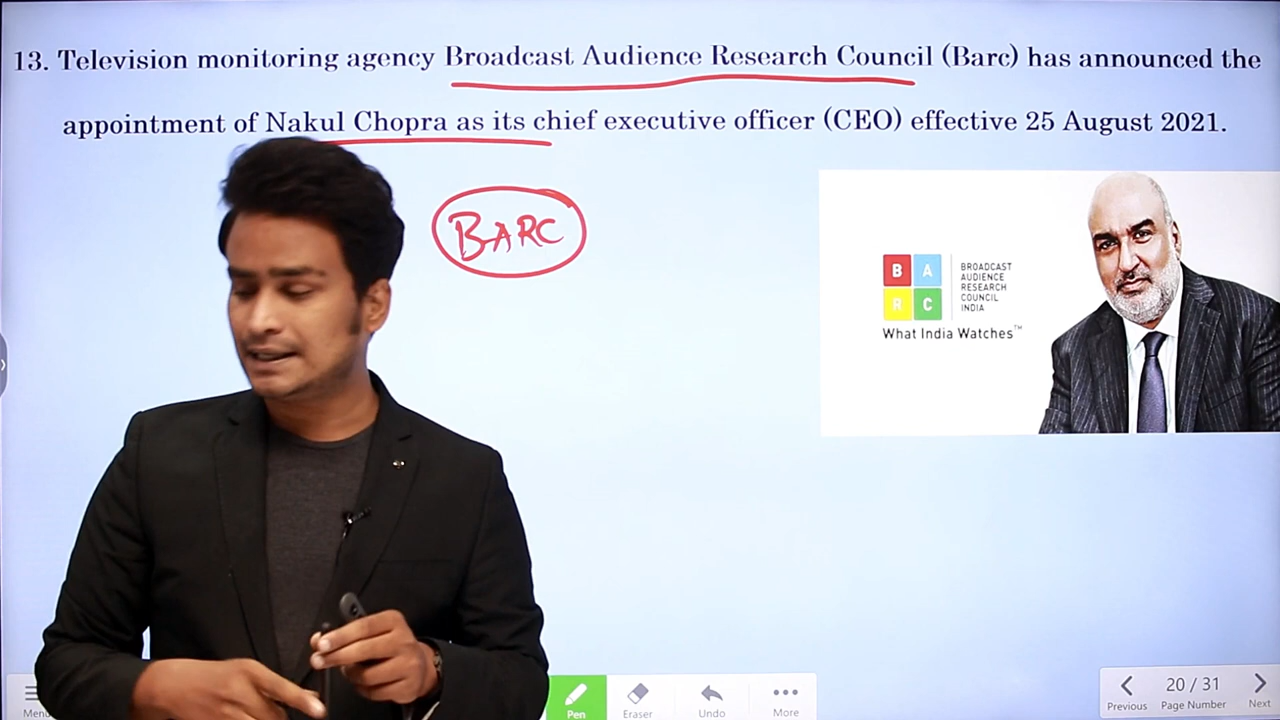 13. Television monitoring agency Broadcast Audience Research Council (Barc) has announced the
appointment of Nakul Chopra as its chief executive officer (CEO) effective 25 August 2021.
BARC
B A
R C
BROADCAST
AUDIENCE
RESEARCH
COUNCIL
INDIA
What India Watches™
Menu
Pen
Eraser
Undo
More
Previous
20 / 31
Page Number
Next